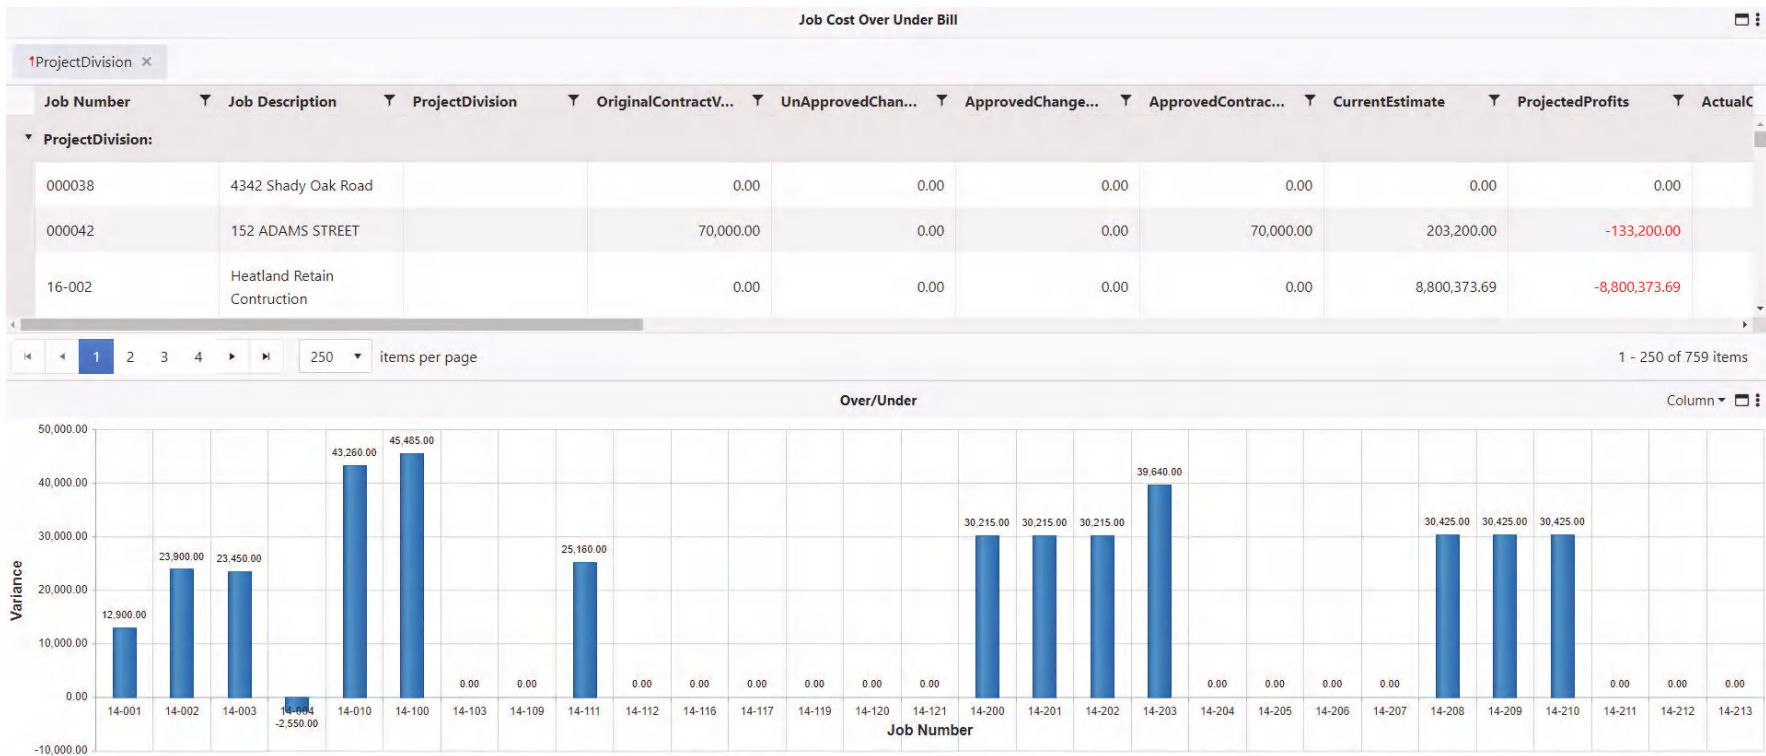 Job Cost Over Under Bill
ProjectDivision ×
Job Number Job Description ProjectDivision OriginalContractV... UnApprovedChan... ApprovedChange... ApprovedContrac... CurrentEstimate ProjectedProfits ActualC
ProjectDivision:
000038 4342 Shady Oak Road 0.00 0.00 0.00 0.00 0.00 0.00
000042 152 ADAMS STREET 70,000.00 0.00 0.00 70,000.00 203,200.00 -133,200.00
16-002 Heatland Retain Contruction 0.00 0.00 0.00 0.00 8,800,373.69 -8,800,373.69
1 2 3 4 250 items per page 1 - 250 of 759 items
Over/Under Column
50,000.00
40,000.00
30,000.00
20,000.00
10,000.00
0.00
-10,000.00
Variance
12,900.00 23,900.00 23,450.00 -2,550.00 43,260.00 45,485.00 0.00 0.00 25,160.00 0.00 0.00 0.00 0.00 0.00 0.00 30,215.00 30,215.00 30,215.00 39,640.00 0.00 0.00 0.00 0.00 30,425.00 30,425.00 30,425.00 0.00 0.00 0.00
14-001 14-002 14-003 14-004 14-010 14-100 14-103 14-109 14-111 14-112 14-116 14-117 14-119 14-120 14-121 14-200 14-201 14-202 14-203 14-204 14-205 14-206 14-207 14-208 14-209 14-210 14-211 14-212 14-213
Job Number